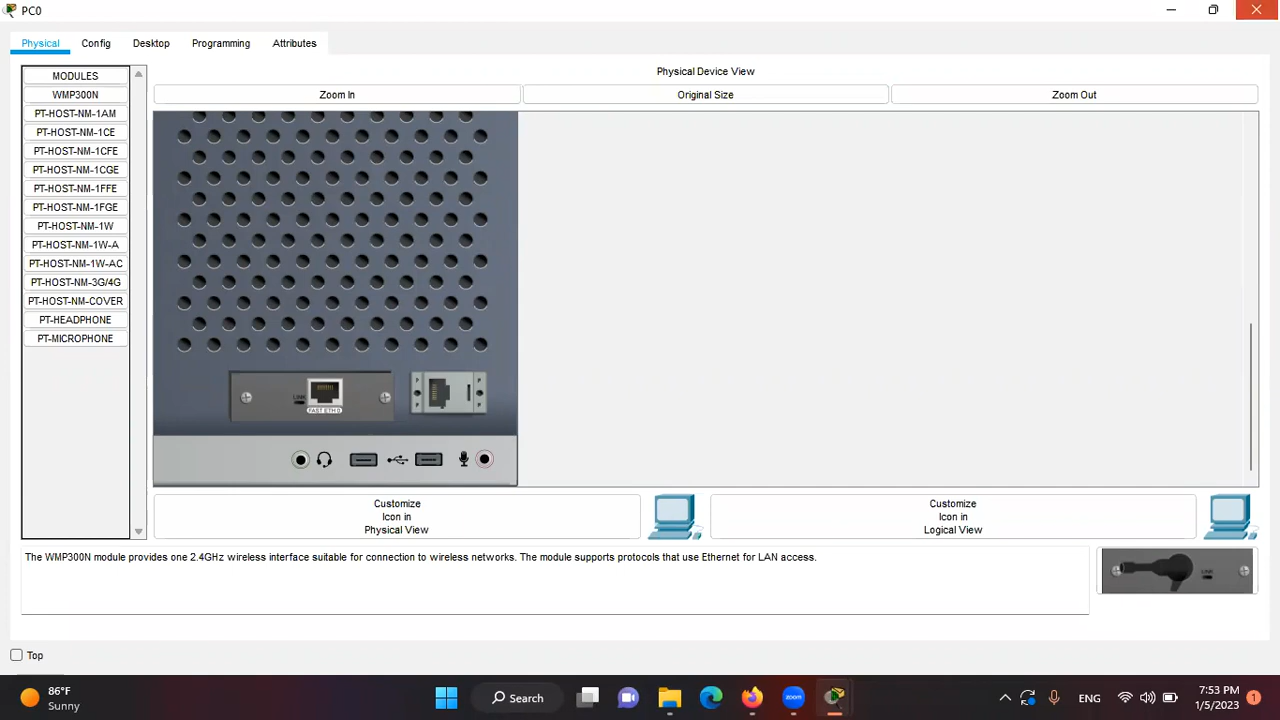 PC0
Physical
Config
Desktop
Programming
Attributes
MODULES
WMP300N
PT-HOST-NM-1AM
PT-HOST-NM-1CE
PT-HOST-NM-1CFE
PT-HOST-NM-1CGE
PT-HOST-NM-1FFE
PT-HOST-NM-1FGE
PT-HOST-NM-1W
PT-HOST-NM-1W-A
PT-HOST-NM-1W-AC
PT-HOST-NM-3G/4G
PT-HOST-NM-COVER
PT-HEADPHONE
PT-MICROPHONE
Physical Device View
Zoom In
Original Size
Zoom Out
LINK
FAST ETH 0
P P
P P
Customize
Icon in
Physical View
Customize
Icon in
Logical View
The WMP300N module provides one 2.4GHz wireless interface suitable for connection to wireless networks. The module supports protocols that use Ethernet for LAN access.
LINK
Top
86°F
Sunny
Search
zoom
ENG
7:53 PM
1/5/2023
1